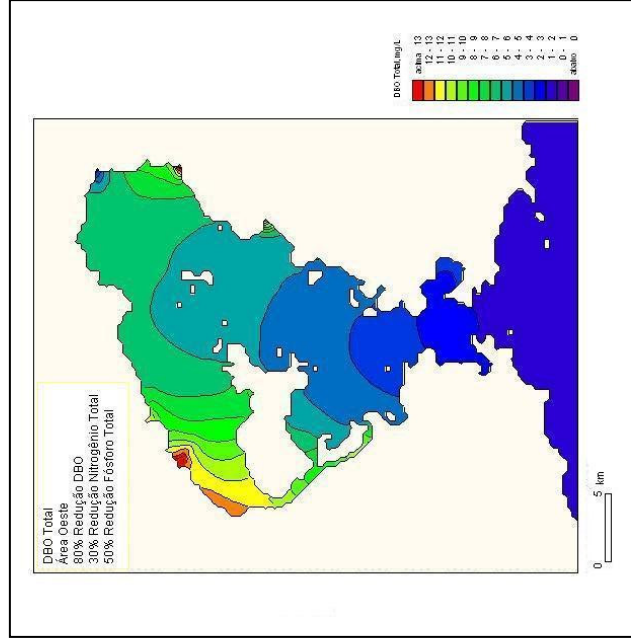 DBO Total
Área Oeste
80% Redução DBO
30% Redução Nitrogênio Total
50% Redução Fósforo Total
DBO Total,mg/L
acima 13
12 - 13
11 - 12
10 - 11
9 - 10
8 - 9
7 - 8
6 - 7
5 - 6
4 - 5
3 - 4
2 - 3
1 - 2
0 - 1
abaixo 0
0 5 km